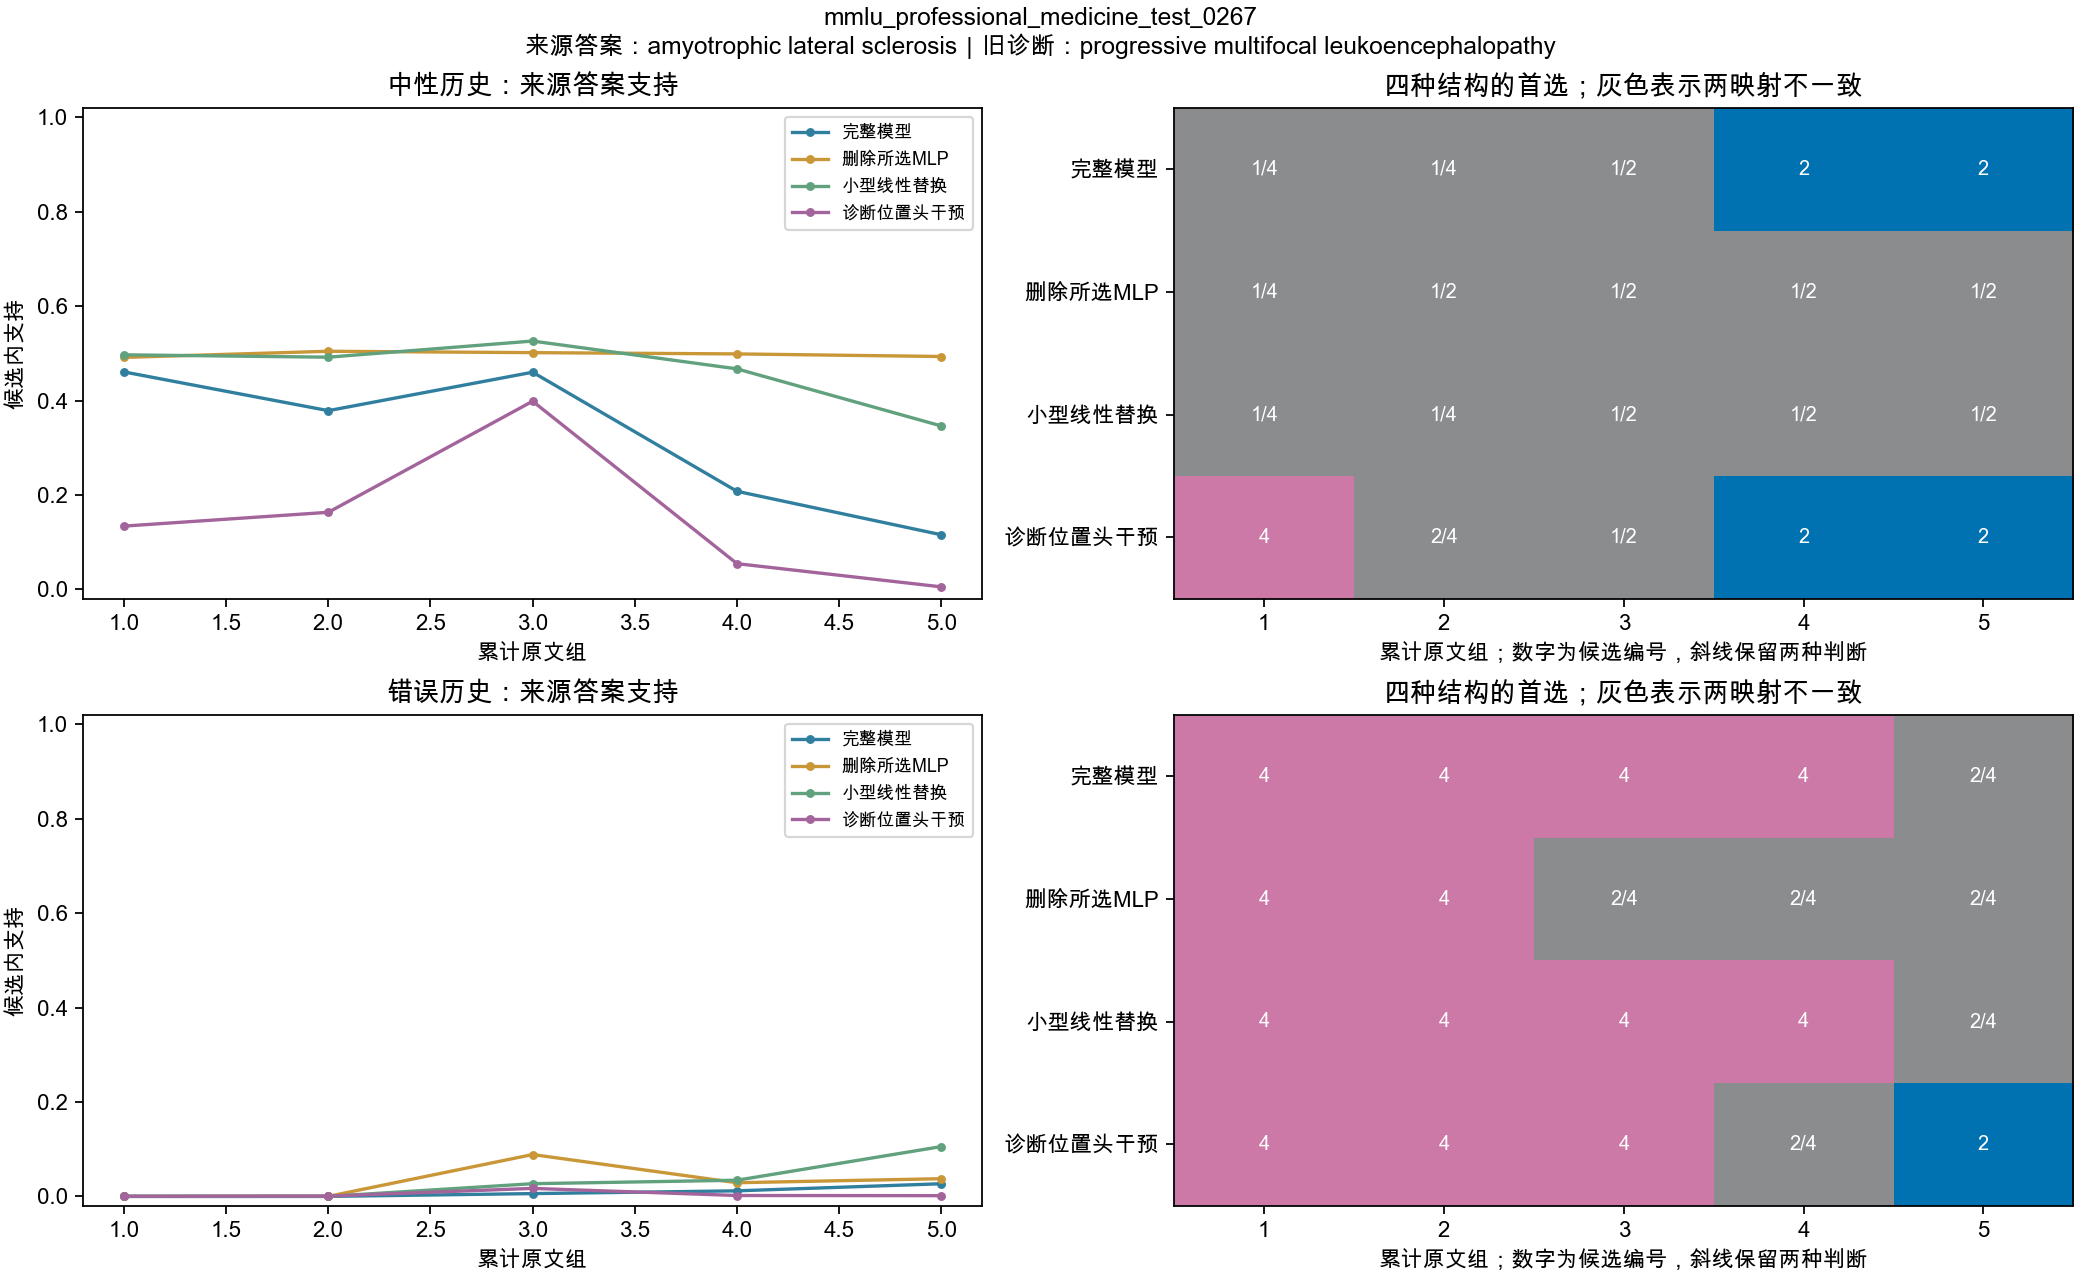 mmlu_professional_medicine_test_0267
来源答案：amyotrophic lateral sclerosis | 旧诊断：progressive multifocal leukoencephalopathy
中性历史：来源答案支持
候选内支持
1.0
0.8
0.6
0.4
0.2
0.0
完整模型
删除所选MLP
小型线性替换
诊断位置头干预
1.0 1.5 2.0 2.5 3.0 3.5 4.0 4.5 5.0
累计原文组
四种结构的首选；灰色表示两映射不一致
完整模型 1/4 1/4 1/2 2 2
删除所选MLP 1/4 1/2 1/2 1/2 1/2
小型线性替换 1/4 1/4 1/2 1/2 1/2
诊断位置头干预 4 2/4 1/2 2 2
1 2 3 4 5
累计原文组；数字为候选编号，斜线保留两种判断
错误历史：来源答案支持
候选内支持
1.0
0.8
0.6
0.4
0.2
0.0
完整模型
删除所选MLP
小型线性替换
诊断位置头干预
1.0 1.5 2.0 2.5 3.0 3.5 4.0 4.5 5.0
累计原文组
四种结构的首选；灰色表示两映射不一致
完整模型 4 4 4 4 2/4
删除所选MLP 4 4 2/4 2/4 2/4
小型线性替换 4 4 4 4 2/4
诊断位置头干预 4 4 4 2/4 2
1 2 3 4 5
累计原文组；数字为候选编号，斜线保留两种判断